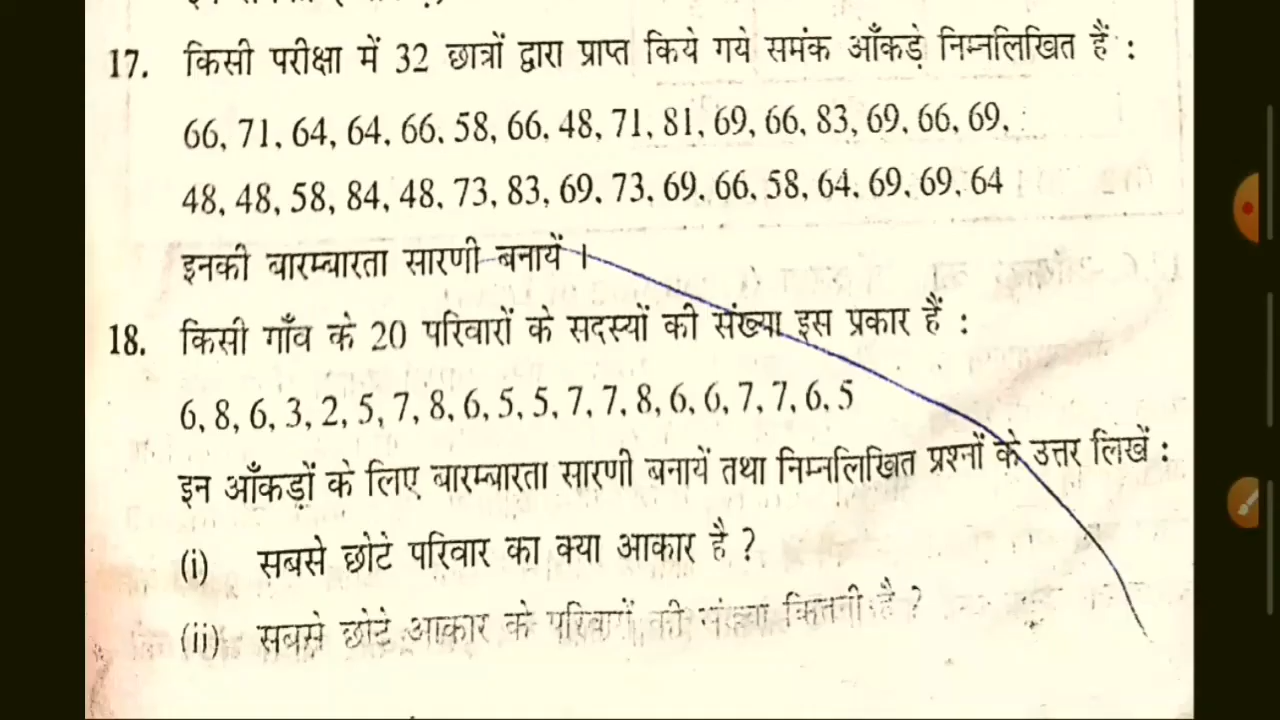 17. किसी परीक्षा में 32 छात्रों द्वारा प्राप्त किये गये समंक आँकड़े निम्नलिखित हैं :
66, 71, 64, 64, 66, 58, 66, 48, 71, 81, 69, 66, 83, 69, 66, 69,
48, 48, 58, 84, 48, 73, 83, 69, 73, 69, 66, 58, 64, 69, 69, 64
इनकी बारम्बारता सारणी बनायें ।
18. किसी गाँव के 20 परिवारों के सदस्यों की संख्या इस प्रकार हैं :
6, 8, 6, 3, 2, 5, 7, 8, 6, 5, 5, 7, 7, 8, 6, 6, 7, 7, 6, 5
इन आँकड़ों के लिए बारम्बारता सारणी बनायें तथा निम्नलिखित प्रश्नों के उत्तर लिखें :
(i) सबसे छोटे परिवार का क्या आकार है ?
(ii) सबसे छोटे आकार के परिवारों की संख्या कितनी है ?